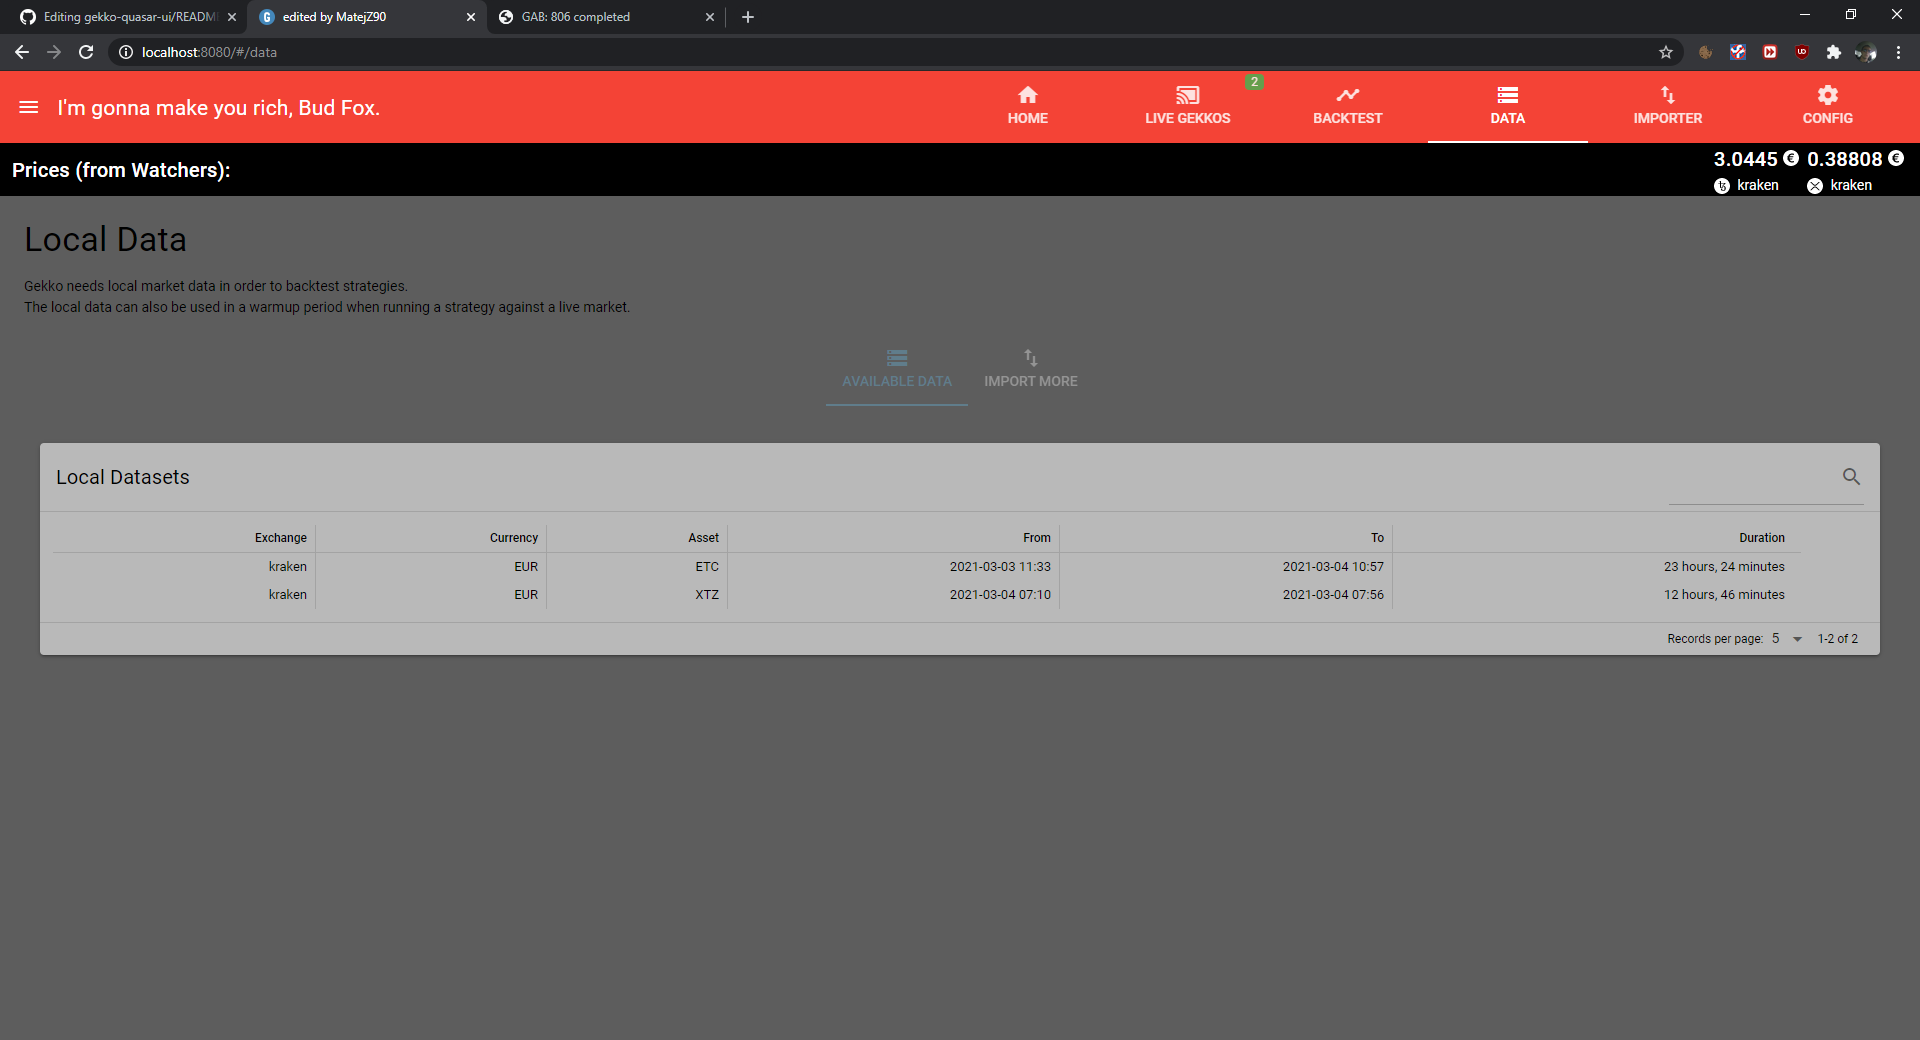 Editing gekko-quasar-ui/READM
edited by MatejZ90
GAB: 806 completed
localhost:8080/#/data
I'm gonna make you rich, Bud Fox.
HOME
LIVE GEKKOS
2
BACKTEST
DATA
IMPORTER
CONFIG
Prices (from Watchers):
3.0445 € 0.38808 €
kraken kraken
Local Data
Gekko needs local market data in order to backtest strategies.
The local data can also be used in a warmup period when running a strategy against a live market.
AVAILABLE DATA
IMPORT MORE
Local Datasets
Exchange Currency Asset From To Duration
kraken EUR ETC 2021-03-03 11:33 2021-03-04 10:57 23 hours, 24 minutes
kraken EUR XTZ 2021-03-04 07:10 2021-03-04 07:56 12 hours, 46 minutes
Records per page: 5 1-2 of 2